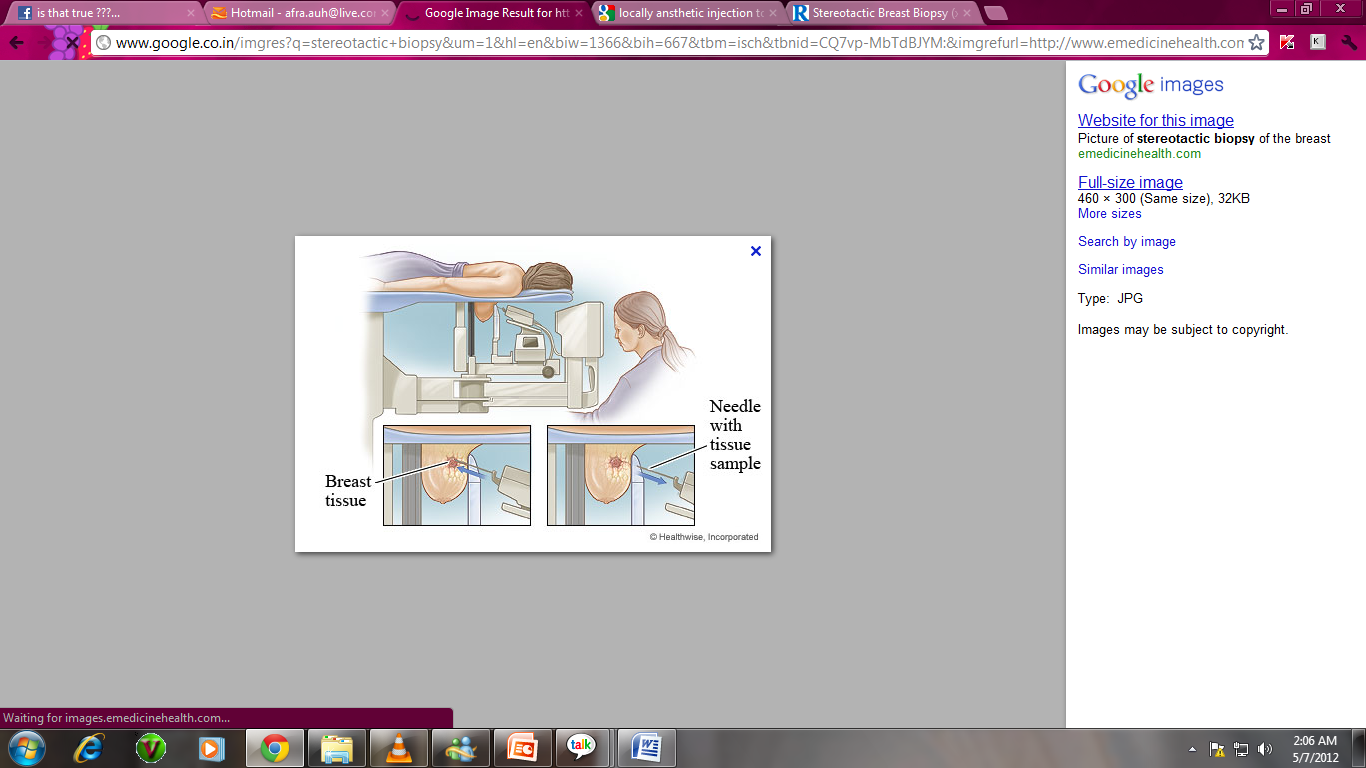 is that true ???...
Hotmail - afra.auh@live.co
Google Image Result for htt
locally ansthetic injection to
Stereotactic Breast Biopsy (
www.google.co.in/imgres?q=stereotactic+biopsy&um=1&hl=en&biw=1366&bih=667&tbm=isch&tbnid=CQ7vp-MbTdBJYM:&imgrefurl=http://www.emedicinehealth.com
Google images
Website for this image
Picture of stereotactic biopsy of the breast
emedicinehealth.com
Full-size image
460 × 300 (Same size), 32KB
More sizes
Search by image
Similar images
Type: JPG
Images may be subject to copyright.
Needle
with
tissue
sample
Breast
tissue
© Healthwise, Incorporated
Waiting for images.emedicinehealth.com...
talk
2:06 AM
5/7/2012